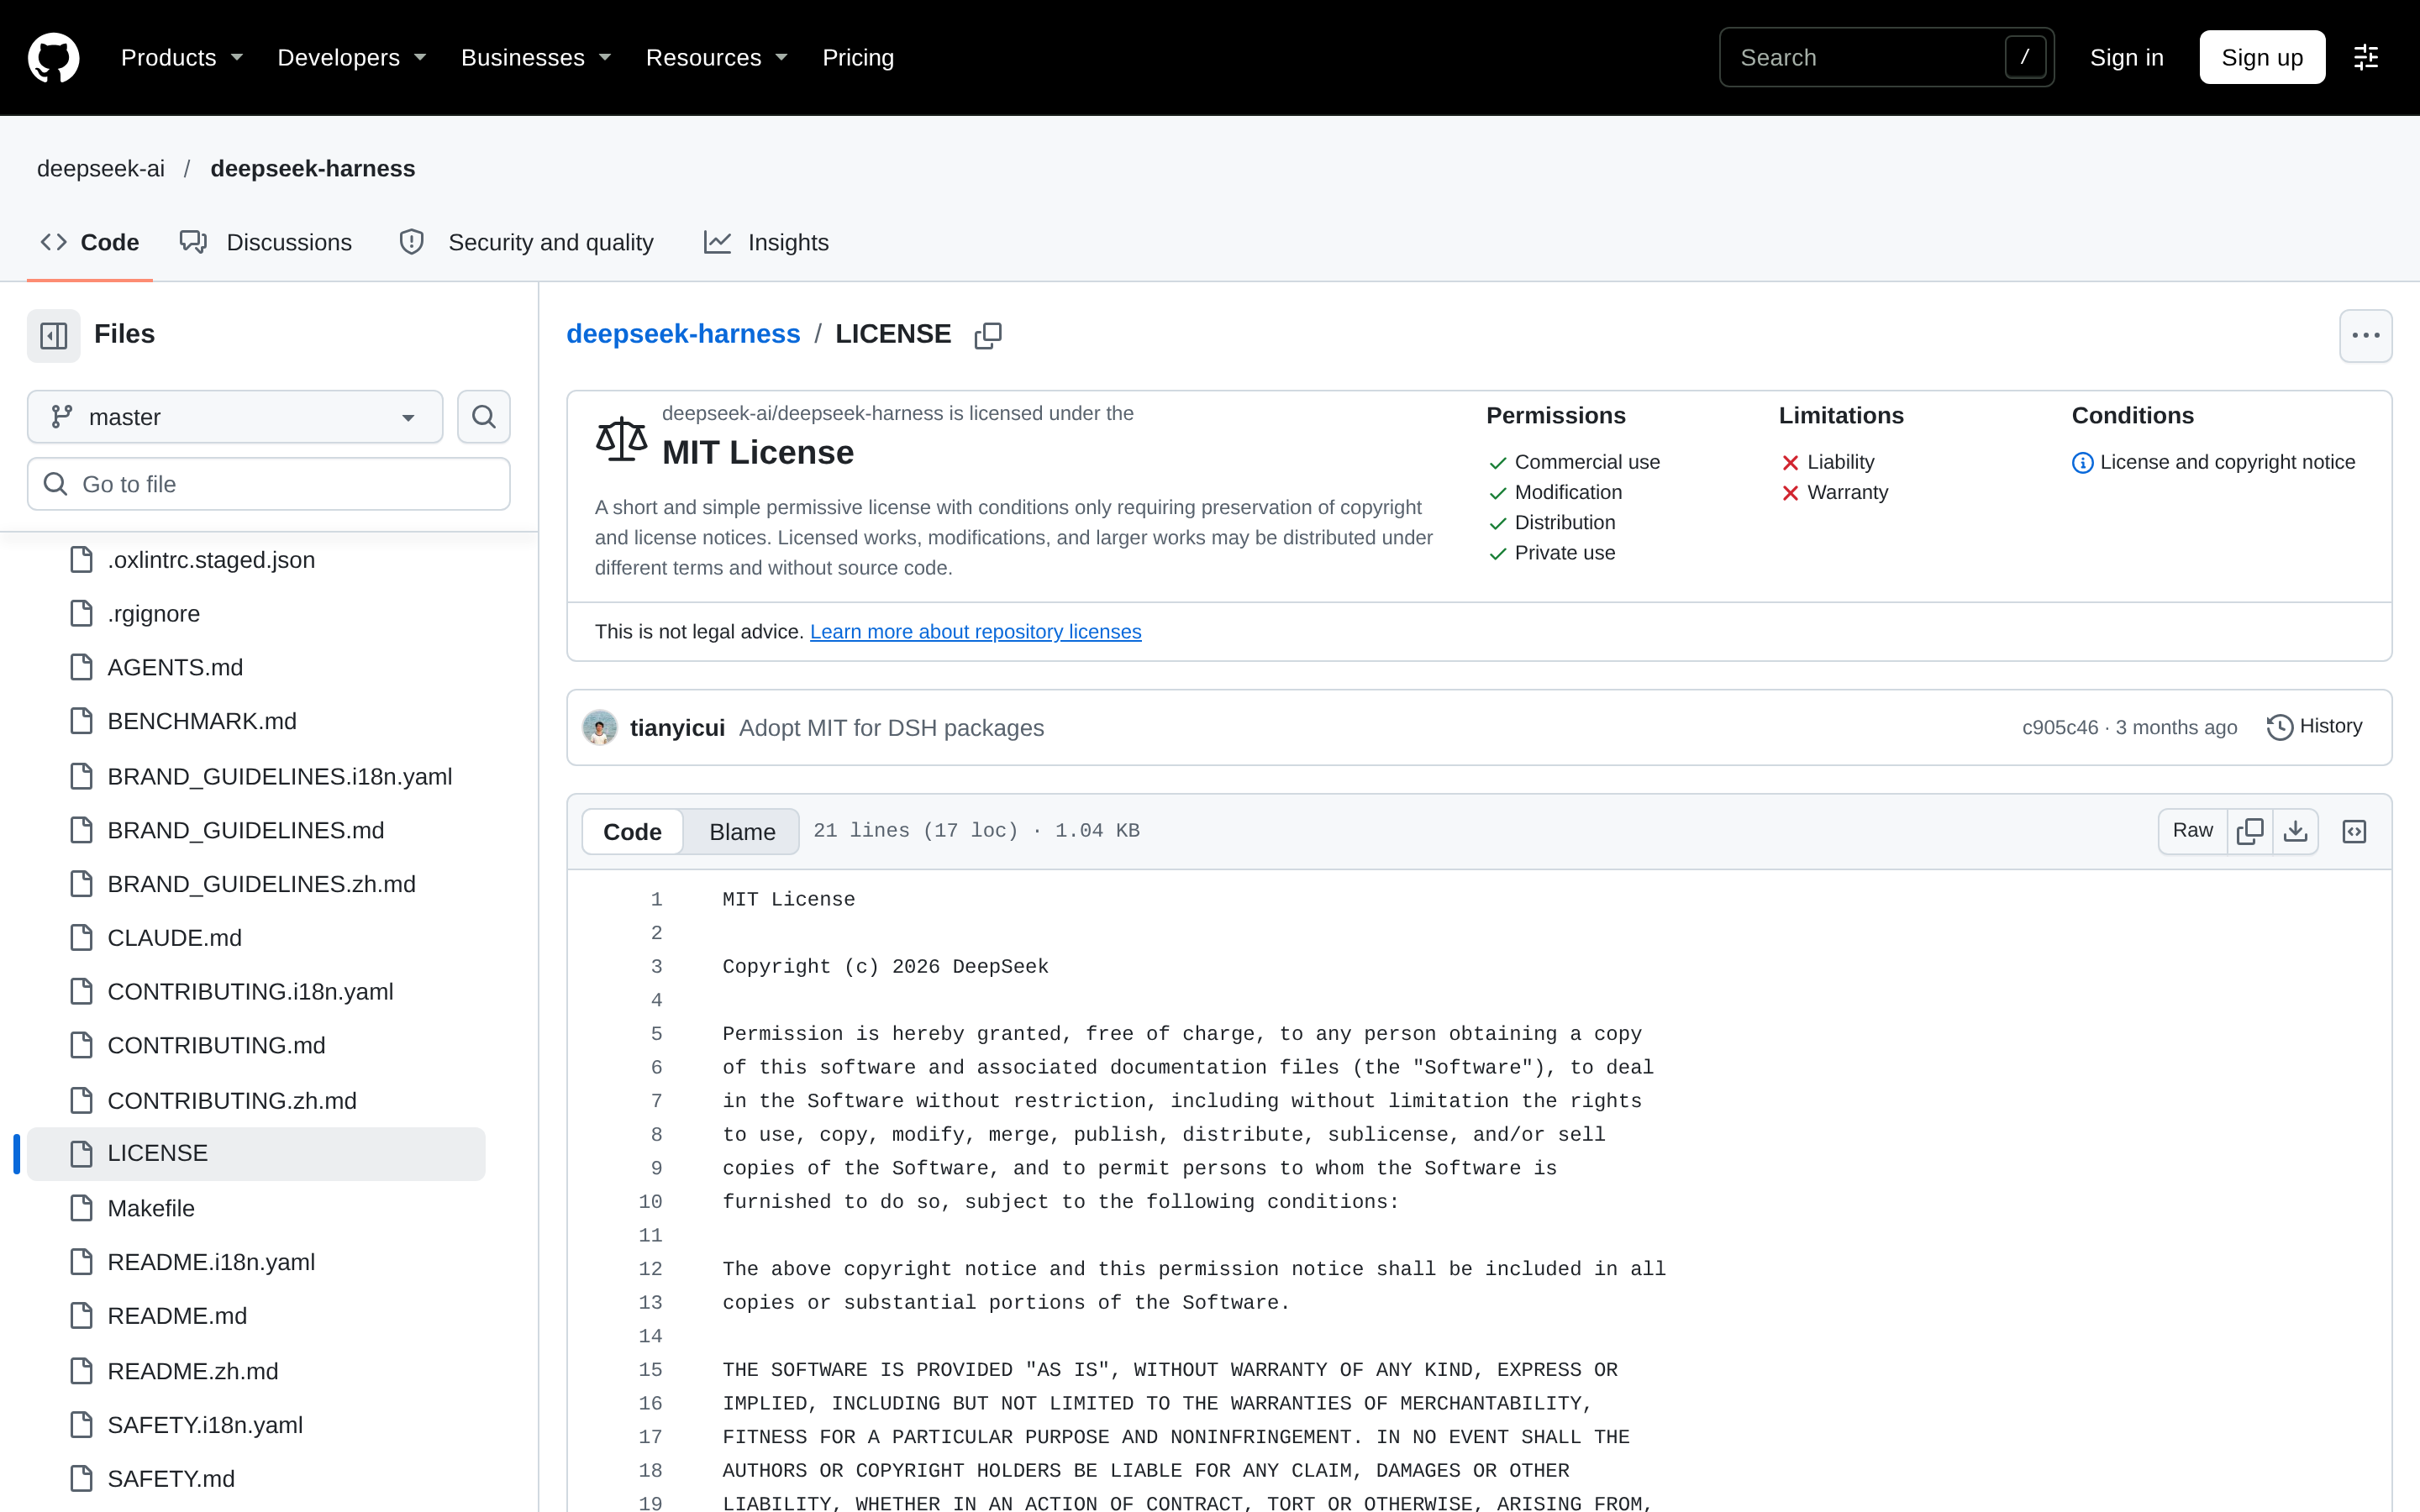 Products
Developers
Businesses
Resources
Pricing
Search
/
Sign in
Sign up
deepseek-ai / deepseek-harness
Code
Discussions
Security and quality
Insights
Files
master
Go to file
.oxlintrc.staged.json
.rgignore
AGENTS.md
BENCHMARK.md
BRAND_GUIDELINES.i18n.yaml
BRAND_GUIDELINES.md
BRAND_GUIDELINES.zh.md
CLAUDE.md
CONTRIBUTING.i18n.yaml
CONTRIBUTING.md
CONTRIBUTING.zh.md
LICENSE
Makefile
README.i18n.yaml
README.md
README.zh.md
SAFETY.i18n.yaml
SAFETY.md
deepseek-harness / LICENSE
deepseek-ai/deepseek-harness is licensed under the
MIT License
A short and simple permissive license with conditions only requiring preservation of copyright
and license notices. Licensed works, modifications, and larger works may be distributed under
different terms and without source code.
Permissions
Commercial use
Modification
Distribution
Private use
Limitations
Liability
Warranty
Conditions
License and copyright notice
This is not legal advice. Learn more about repository licenses
tianyicui Adopt MIT for DSH packages
c905c46 · 3 months ago
History
Code
Blame
21 lines (17 loc) · 1.04 KB
Raw
1 MIT License
2
3 Copyright (c) 2026 DeepSeek
4
5 Permission is hereby granted, free of charge, to any person obtaining a copy
6 of this software and associated documentation files (the "Software"), to deal
7 in the Software without restriction, including without limitation the rights
8 to use, copy, modify, merge, publish, distribute, sublicense, and/or sell
9 copies of the Software, and to permit persons to whom the Software is
10 furnished to do so, subject to the following conditions:
11
12 The above copyright notice and this permission notice shall be included in all
13 copies or substantial portions of the Software.
14
15 THE SOFTWARE IS PROVIDED "AS IS", WITHOUT WARRANTY OF ANY KIND, EXPRESS OR
16 IMPLIED, INCLUDING BUT NOT LIMITED TO THE WARRANTIES OF MERCHANTABILITY,
17 FITNESS FOR A PARTICULAR PURPOSE AND NONINFRINGEMENT. IN NO EVENT SHALL THE
18 AUTHORS OR COPYRIGHT HOLDERS BE LIABLE FOR ANY CLAIM, DAMAGES OR OTHER
19 LIABILITY, WHETHER IN AN ACTION OF CONTRACT, TORT OR OTHERWISE, ARISING FROM,